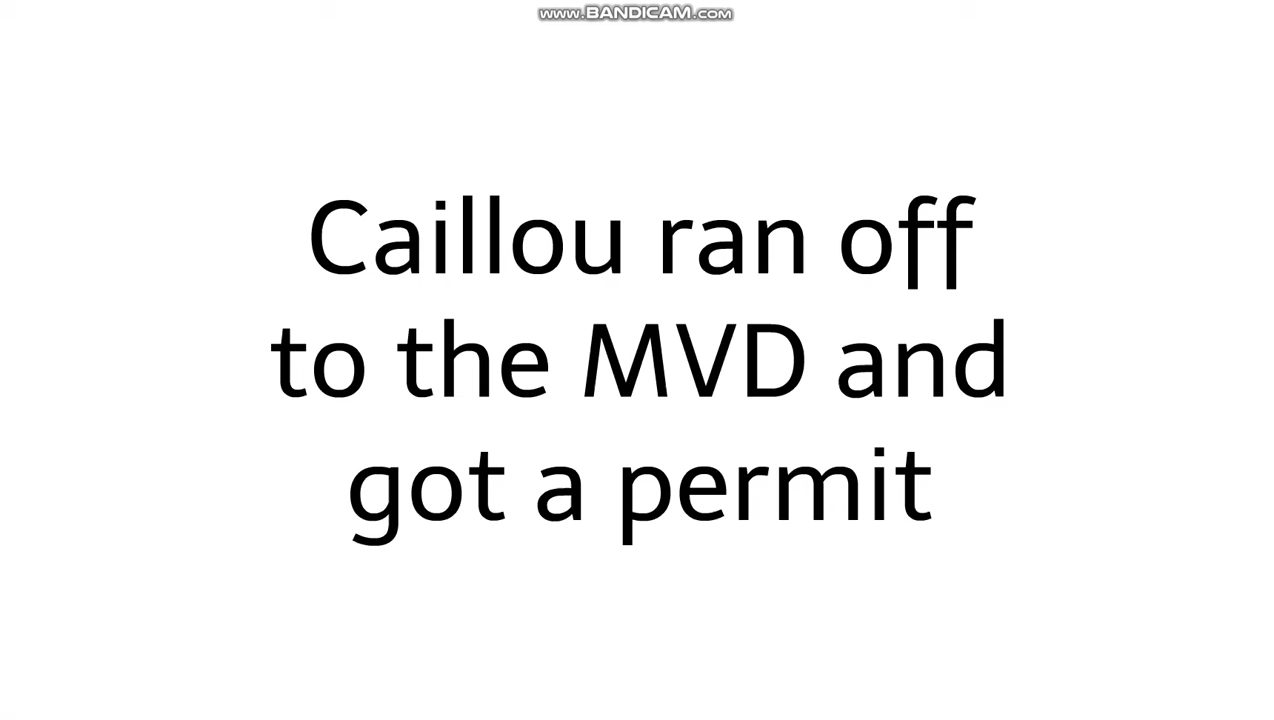 www.BANDICAM.com
Caillou ran off
to the MVD and
got a permit